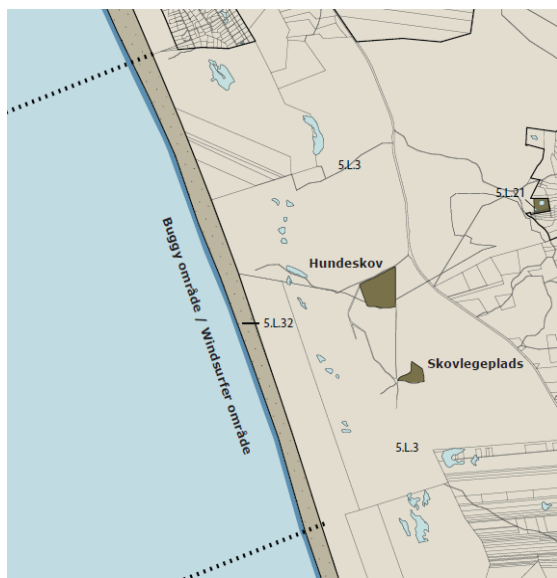 5.L.3
5.L.21
Hundeskov
Buggy område / Windsurfer område
5.L.32
Skovlegeplads
5.L.3